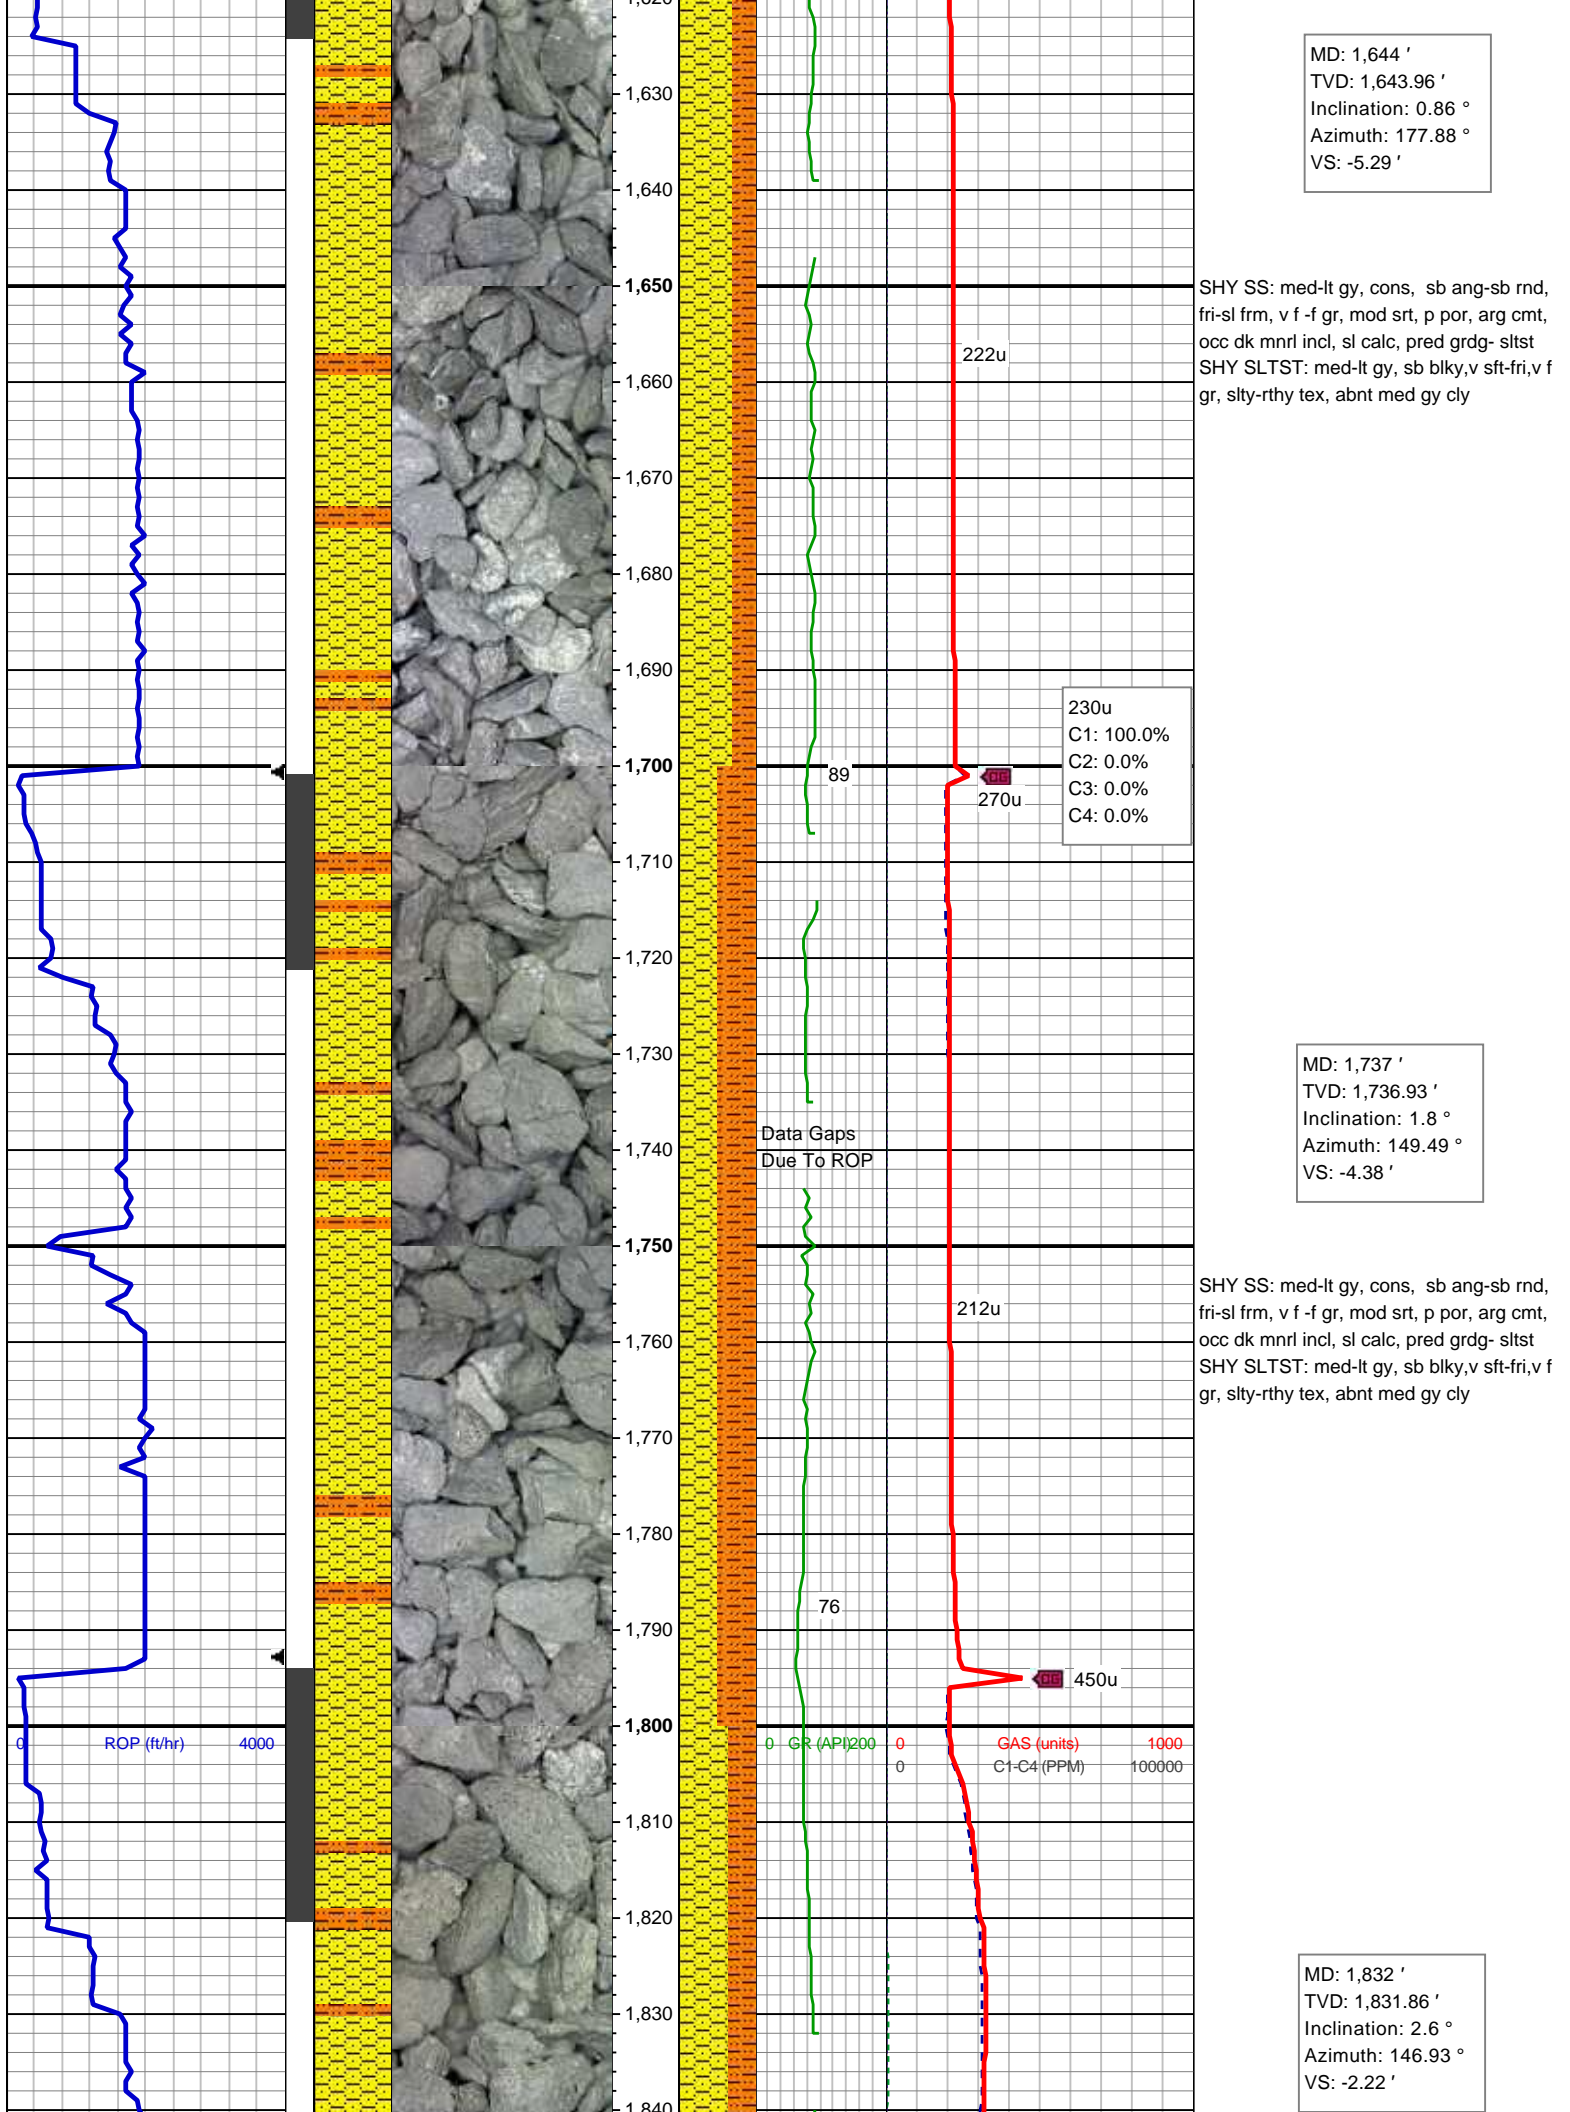 1,620
MD: 1,644 '
TVD: 1,643.96 '
Inclination: 0.86 °
Azimuth: 177.88 °
VS: -5.29 '
1,630
1,640
1,650
SHY SS: med-lt gy, cons, sb ang-sb rnd,
fri-sl frm, v f -f gr, mod srt, p por, arg cmt,
occ dk mnrl incl, sl calc, pred grdg- sltst
SHY SLTST: med-lt gy, sb blky,v sft-fri,v f
gr, slty-rthy tex, abnt med gy cly
222u
1,660
1,670
1,680
1,690
230u
C1: 100.0%
C2: 0.0%
C3: 0.0%
C4: 0.0%
1,700
89
DG
270u
1,710
1,720
1,730
MD: 1,737 '
TVD: 1,736.93 '
Inclination: 1.8 °
Azimuth: 149.49 °
VS: -4.38 '
Data Gaps
Due To ROP
1,740
1,750
SHY SS: med-lt gy, cons, sb ang-sb rnd,
fri-sl frm, v f -f gr, mod srt, p por, arg cmt,
occ dk mnrl incl, sl calc, pred grdg- sltst
SHY SLTST: med-lt gy, sb blky,v sft-fri,v f
gr, slty-rthy tex, abnt med gy cly
212u
1,760
1,770
1,780
76
1,790
DG
450u
1,800
0 ROP (ft/hr) 4000
0 GR (API) 200
0 GAS (units) 1000
0 C1-C4 (PPM) 100000
1,810
1,820
1,830
MD: 1,832 '
TVD: 1,831.86 '
Inclination: 2.6 °
Azimuth: 146.93 °
VS: -2.22 '
1,840